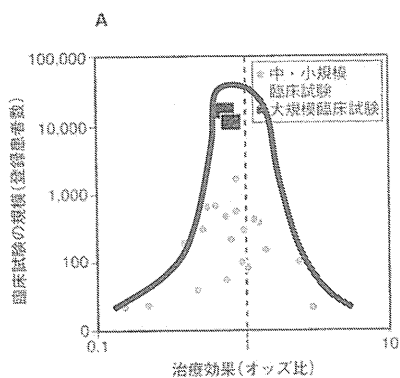 A
100,000
10,000
1,000
100
0
0.1
10
臨床試験の規模(登録患者数)
治療効果(オッズ比)
中・小規模
臨床試験
大規模臨床試験